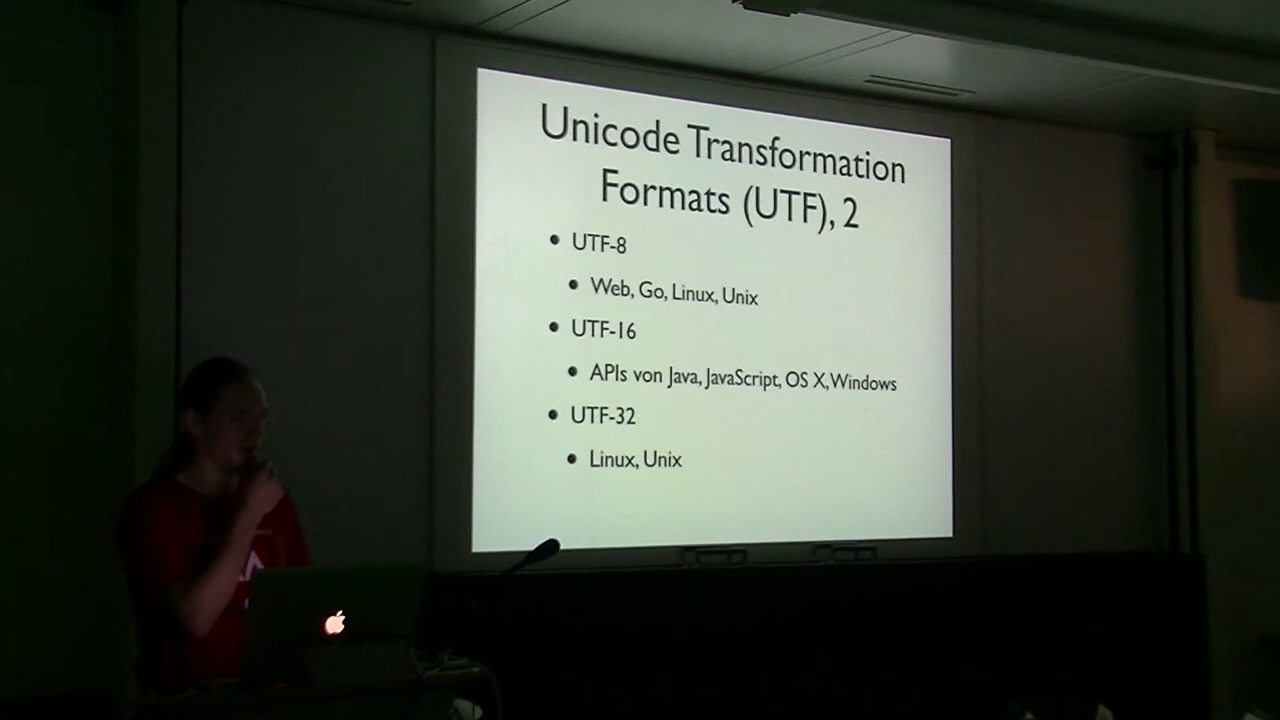 Unicode Transformation
Formats (UTF), 2
• UTF-8
• Web, Go, Linux, Unix
• UTF-16
• APIs von Java, JavaScript, OS X, Windows
• UTF-32
• Linux, Unix